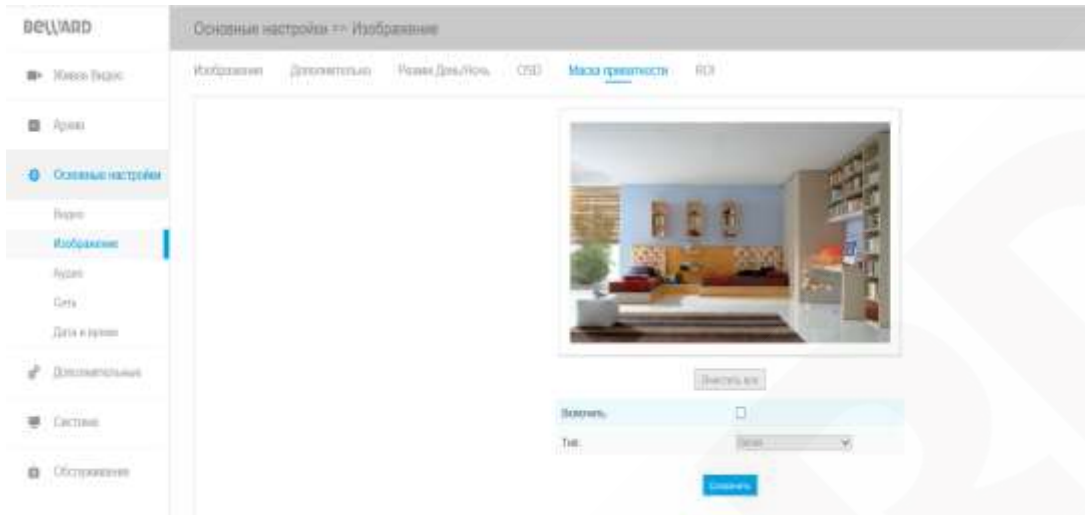 BEWARD
Основные настройки >> Изображение
Живое Видео
Изображение Дополнительно Режим День/Ночь OSD Маска приватности ROI
Архив
Основные настройки
Видео
Изображение
Аудио
Сеть
Дата и время
Дополнительные
Очистить все
Включить
Система
Тип
Обслуживание
Сохранить